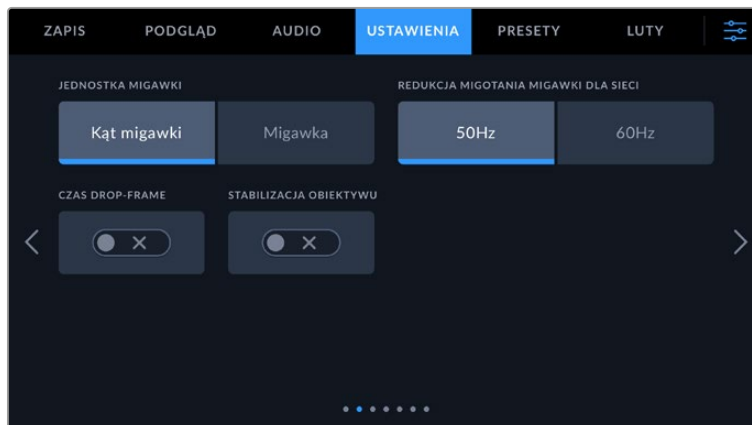 ZAPIS PODGLĄD AUDIO USTAWIENIA PRESETY LUTY
JEDNOSTKA MIGAWKI REDUKCJA MIGOTANIA MIGAWKI DLA SIECI
Kąt migawki Migawka 50Hz 60Hz
CZAS DROP-FRAME STABILIZACJA OBIEKTYWU